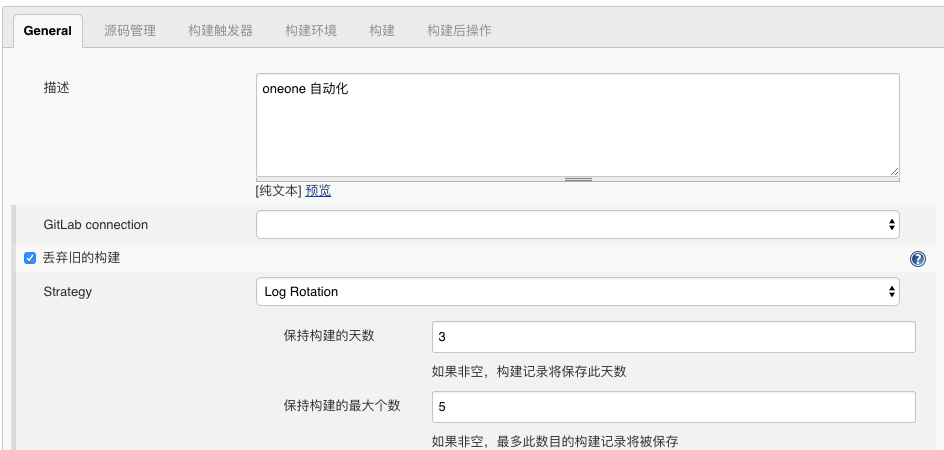 General 源码管理 构建触发器 构建环境 构建 构建后操作
描述
oneone 自动化
[纯文本] 预览
GitLab connection
丢弃旧的构建
?
Strategy
Log Rotation
保持构建的天数
3
如果非空，构建记录将保存此天数
保持构建的最大个数
5
如果非空，最多此数目的构建记录将被保存